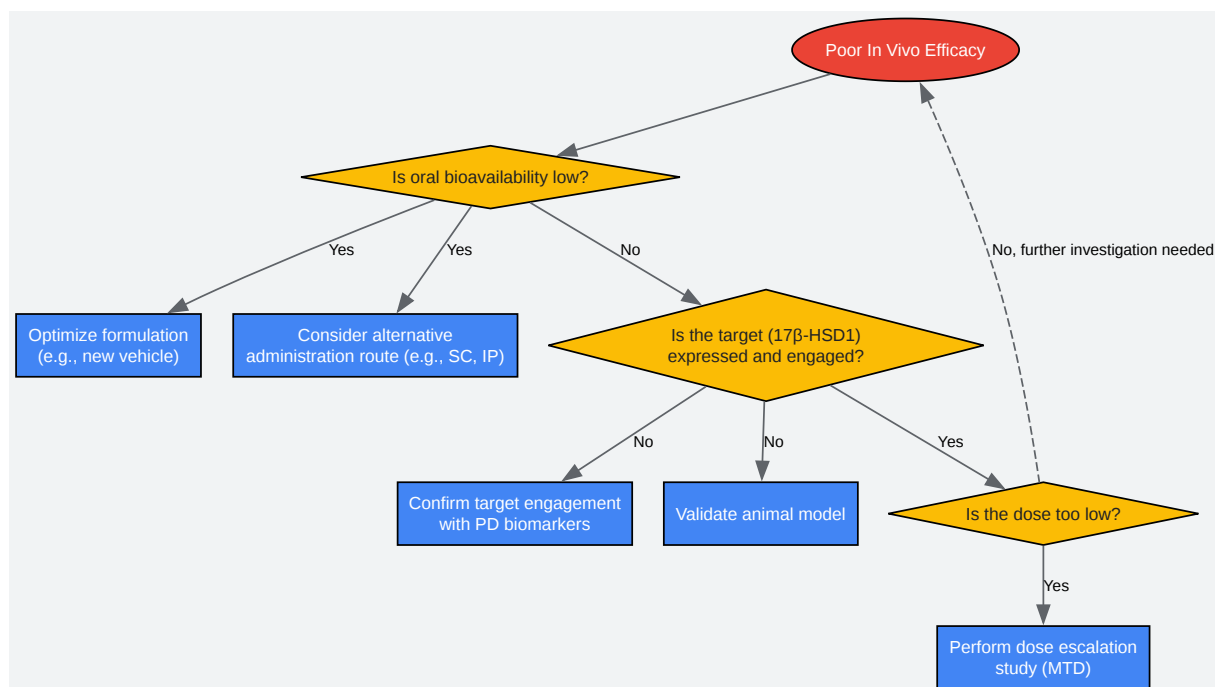 Poor In Vivo Efficacy
Is oral bioavailability low?
Yes
Yes
No
No, further investigation needed
Optimize formulation
(e.g., new vehicle)
Consider alternative
administration route (e.g., SC, IP)
Is the target (17β-HSD1)
expressed and engaged?
No
No
Yes
Confirm target engagement
with PD biomarkers
Validate animal model
Is the dose too low?
Yes
Perform dose escalation
study (MTD)